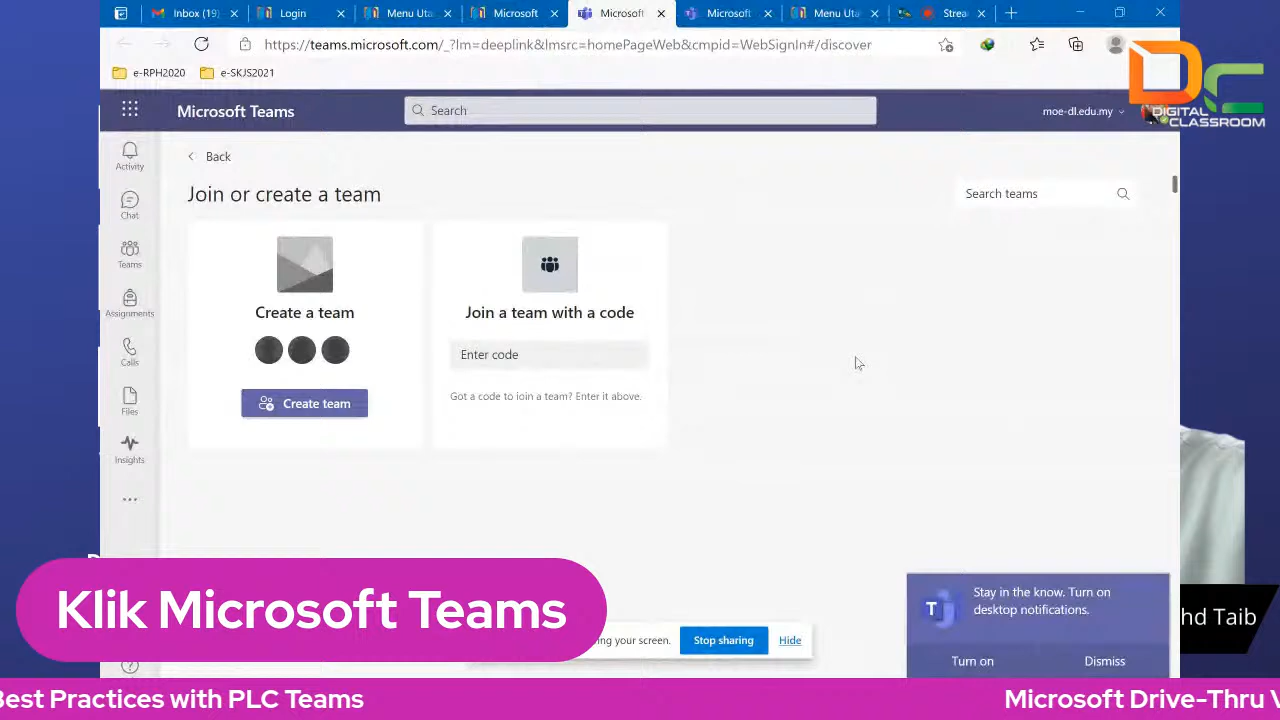 Inbox (19)
Login
Menu Uta
Microsoft
Microsoft
Microsoft
Menu Uta
Strea
https://teams.microsoft.com/_?lm=deeplink&lmsrc=homePageWeb&cmpid=WebSignIn#/discover
e-RPH2020
e-SKJS2021
DC
DIGITAL
CLASSROOM
Microsoft Teams
Search
moe-dl.edu.my
Activity
Chat
Teams
Assignments
Calls
Files
Insights
Back
Join or create a team
Search teams
Create a team
Create team
Join a team with a code
Enter code
Got a code to join a team? Enter it above.
Stay in the know. Turn on
desktop notifications.
Turn on
Dismiss
Klik Microsoft Teams
your screen.
Stop sharing
Hide
hd Taib
Best Practices with PLC Teams
Microsoft Drive-Thru